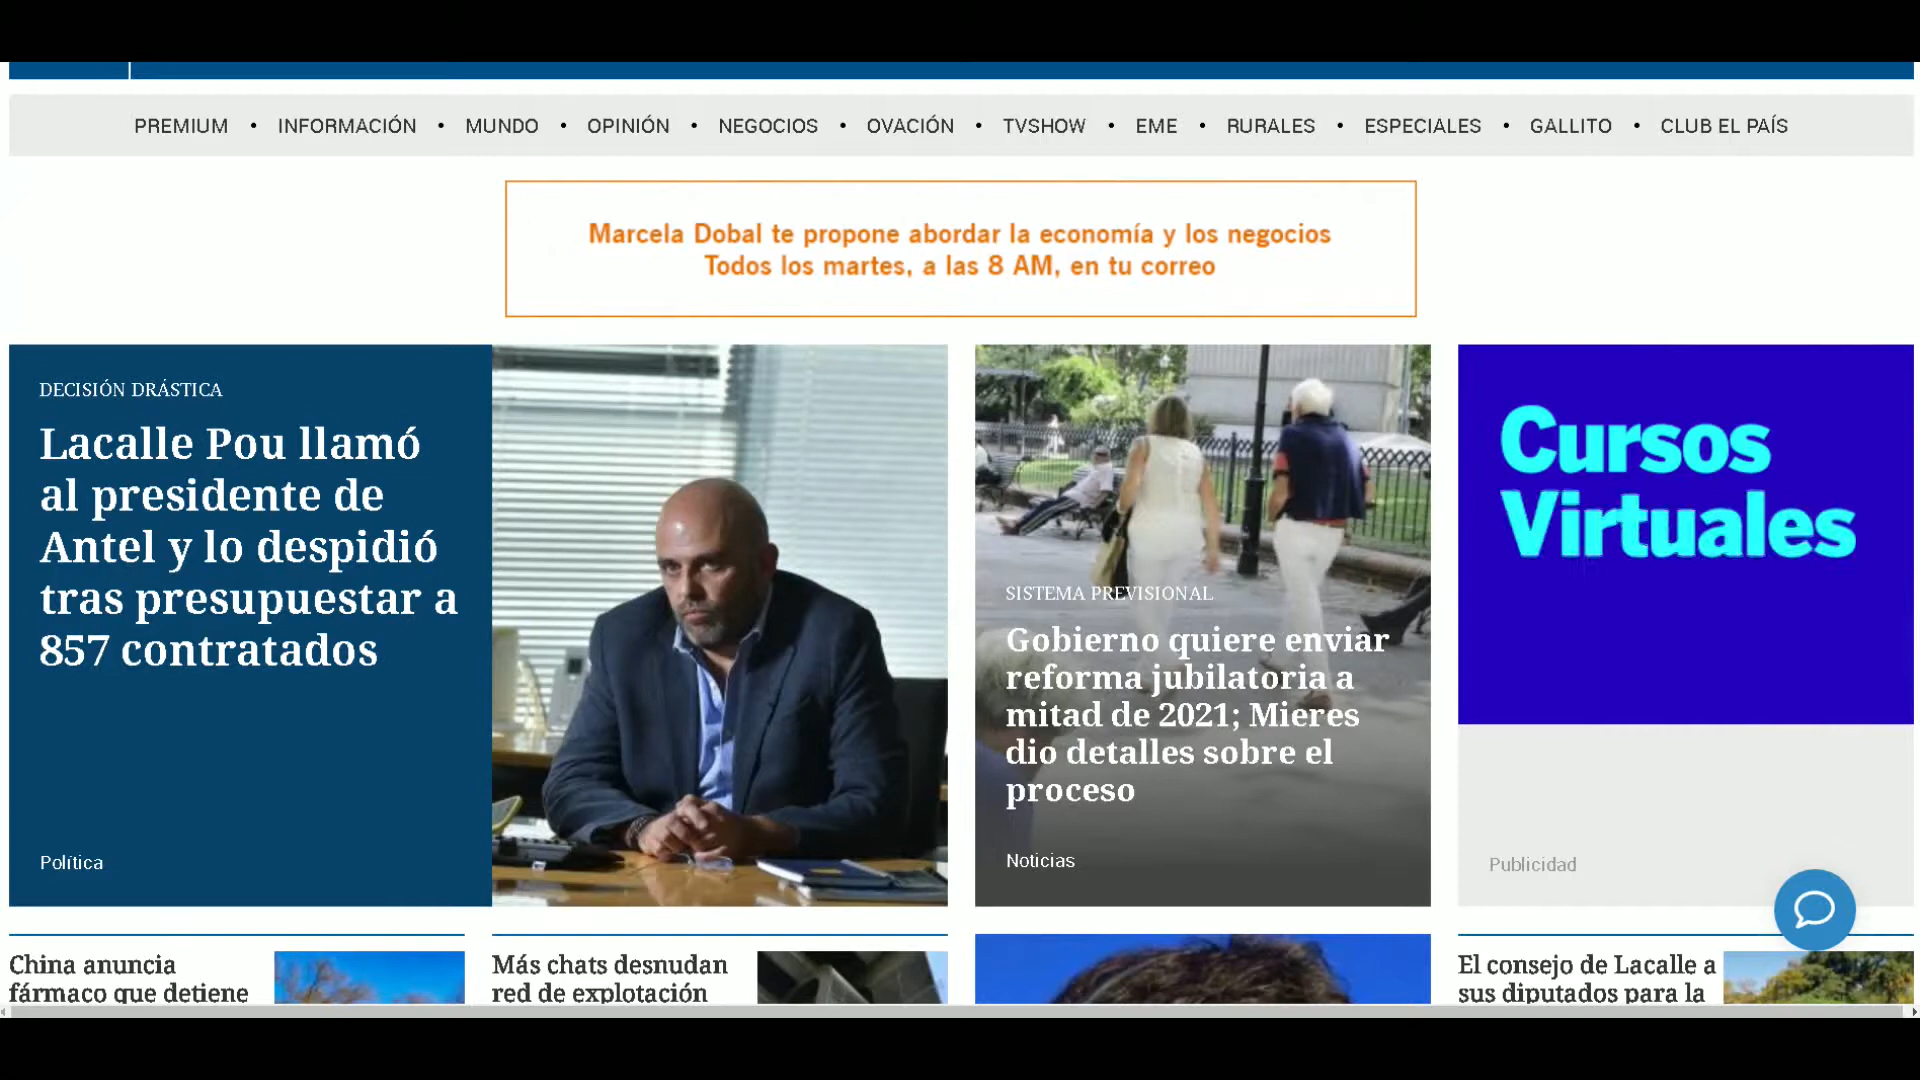 PREMIUM • INFORMACIÓN • MUNDO • OPINIÓN • NEGOCIOS • OVACIÓN • TVSHOW • EME • RURALES • ESPECIALES • GALLITO • CLUB EL PAÍS
Marcela Dobal te propone abordar la economía y los negocios
Todos los martes, a las 8 AM, en tu correo
DECISIÓN DRÁSTICA
Lacalle Pou llamó
al presidente de
Antel y lo despidió
tras presupuestar a
857 contratados
Política
SISTEMA PREVISIONAL
Gobierno quiere enviar
reforma jubilatoria a
mitad de 2021; Mieres
dio detalles sobre el
proceso
Noticias
Cursos
Virtuales
Publicidad
China anuncia
fármaco que detiene
Más chats desnudan
red de explotación
El consejo de Lacalle a
sus diputados para la